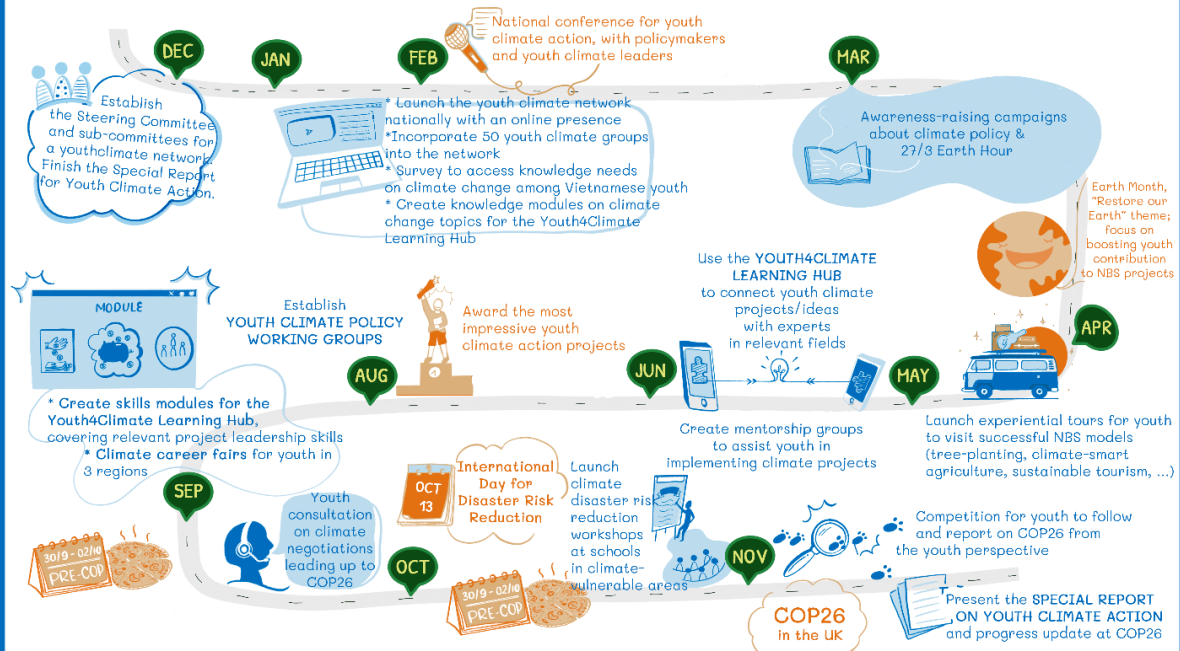 DEC
JAN
FEB
National conference for youth
climate action, with policymakers
and youth climate leaders
MAR
Establish
the Steering Committee
and sub-committees for
a youthclimate network.
Finish the Special Report
for Youth Climate Action.
* Launch the youth climate network
nationally with an online presence
*Incorporate 50 youth climate groups
into the network
* Survey to access knowledge needs
on climate change among Vietnamese youth
* Create knowledge modules on climate
change topics for the Youth4Climate
Learning Hub
Awareness-raising campaigns
about climate policy &
27/3 Earth Hour
Earth Month,
"Restore our
Earth" theme;
focus on
boosting youth
contribution
to NBS projects
APR
Launch experiential tours for youth
to visit successful NBS models
(tree-planting, climate-smart
agriculture, sustainable tourism, ...)
MAY
Use the YOUTH4CLIMATE
LEARNING HUB
to connect youth climate
projects/ideas
with experts
in relevant fields
Create mentorship groups
to assist youth in
implementing climate projects
JUN
Award the most
impressive youth
climate action projects
1
Establish
YOUTH CLIMATE POLICY
WORKING GROUPS
AUG
MODULE
* Create skills modules for the
Youth4Climate Learning Hub,
covering relevant project leadership skills
* Climate career fairs for youth in
3 regions
SEP
30/9 - 02/10
PRE-COP
Youth
consultation
on climate
negotiations
leading up to
COP26
OCT
OCT
13
International
Day for
Disaster Risk
Reduction
30/9 - 02/10
PRE-COP
Launch
climate
disaster risk
reduction
workshops
at schools
in climate-
vulnerable areas
NOV
COP26
in the UK
Competition for youth to follow
and report on COP26 from
the youth perspective
Present the SPECIAL REPORT
ON YOUTH CLIMATE ACTION
and progress update at COP26